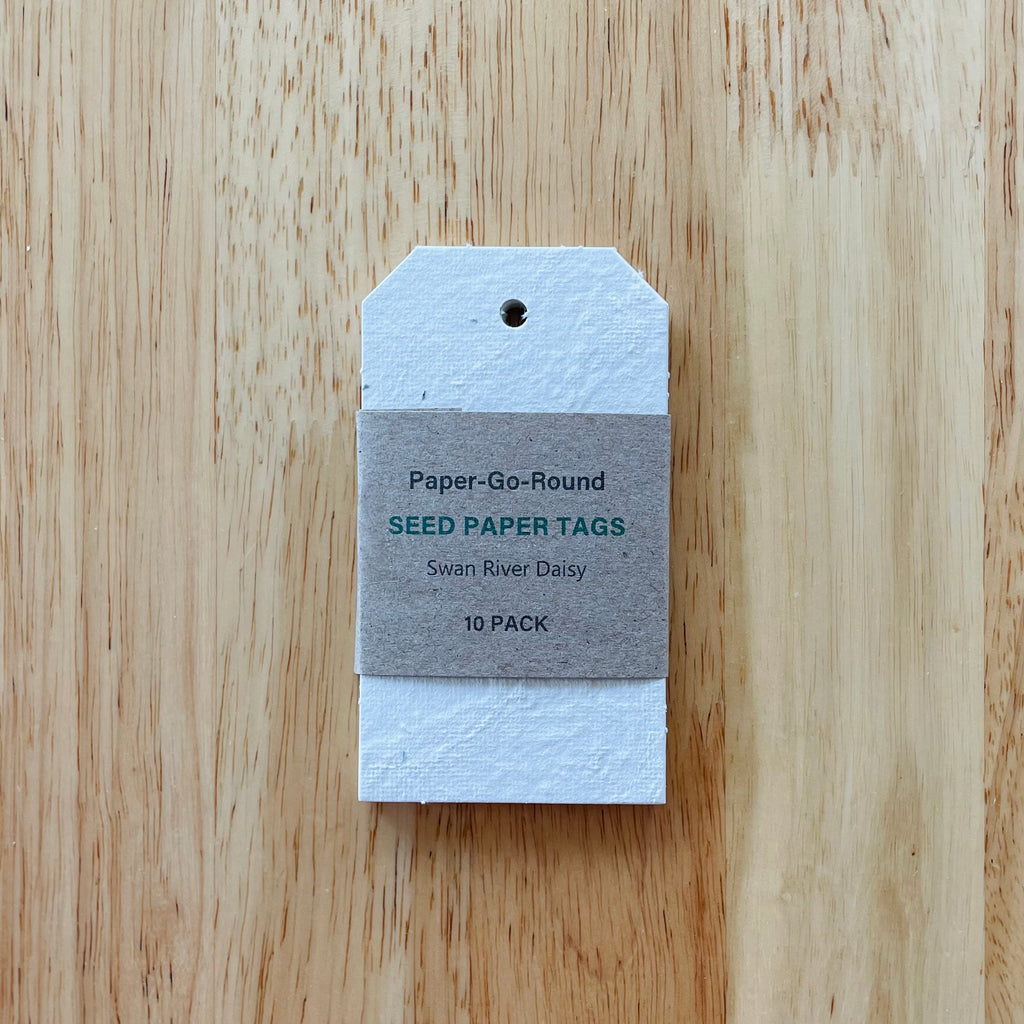 Paper-Go-Round
SEED PAPER TAGS
Swan River Daisy
10 PACK